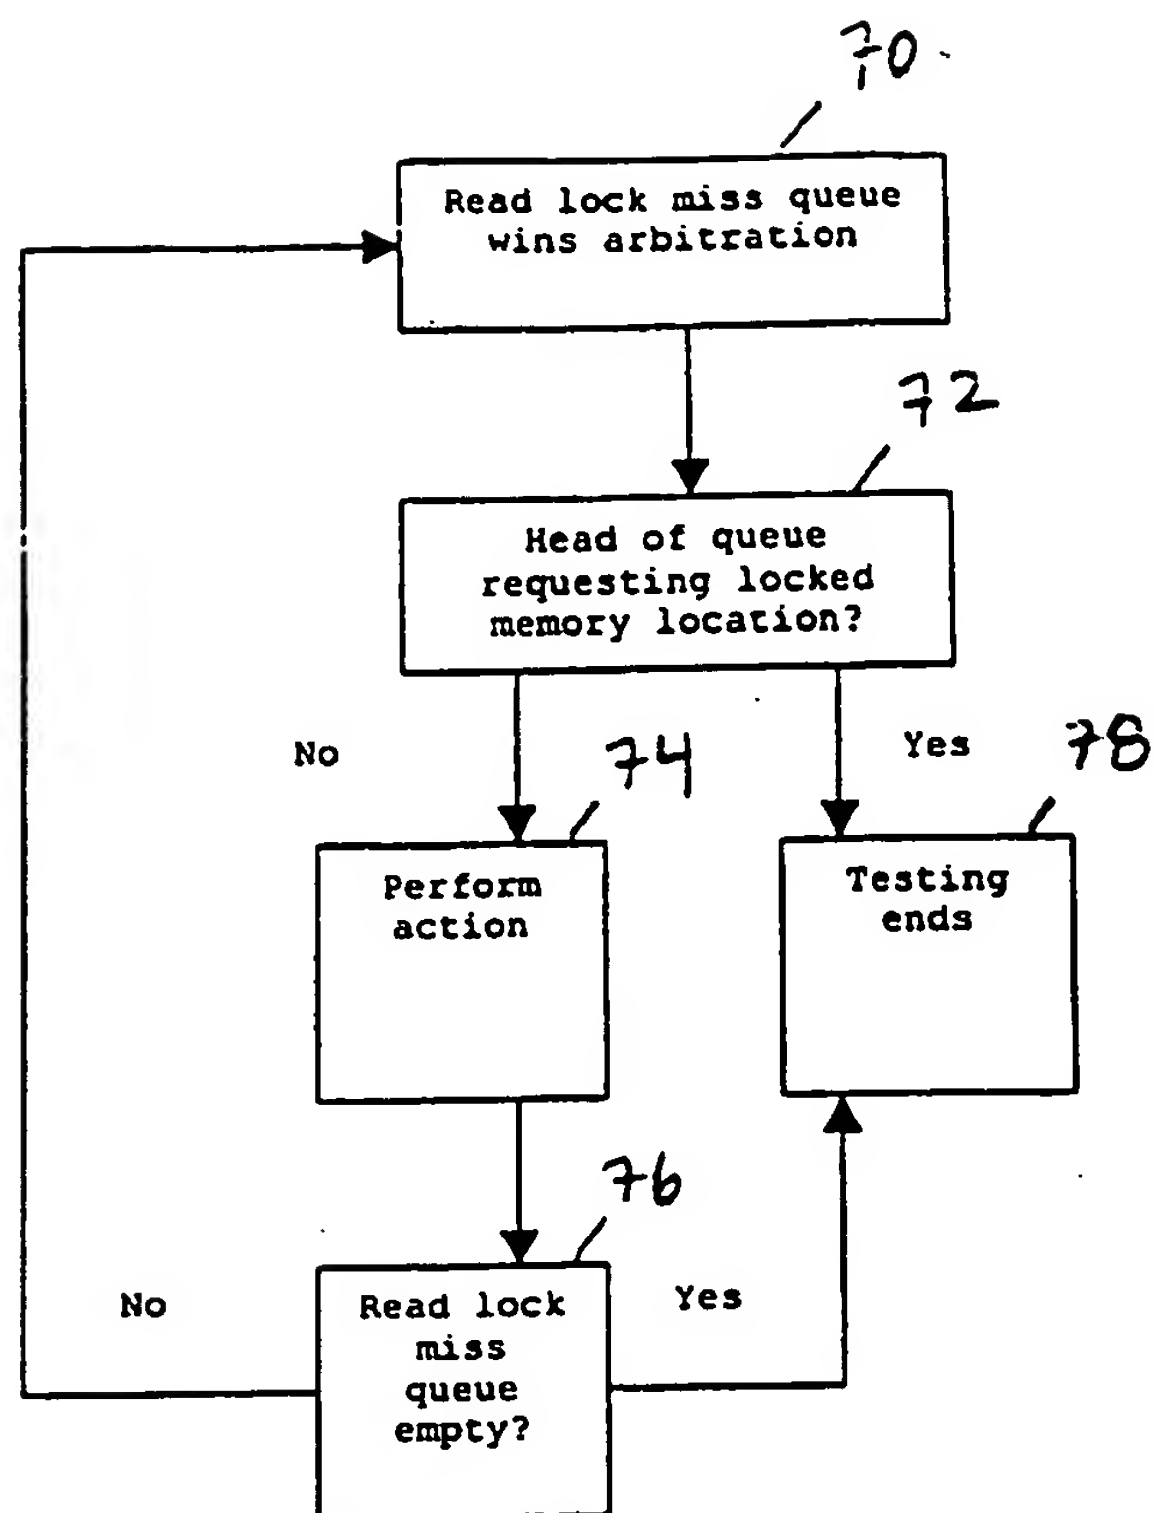 70
Read lock miss queue
wins arbitration
72
Head of queue
requesting locked
memory location?
No
74
Yes
78
Perform
action
Testing
ends
76
No
Read lock
miss
queue
empty?
Yes